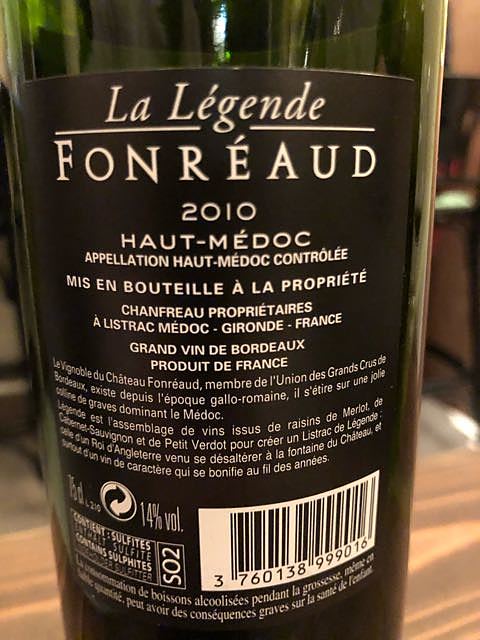 La Légende
FONRÉAUD
2010
HAUT-MÉDOC
APPELLATION HAUT-MÉDOC CONTRÔLÉE
MIS EN BOUTEILLE À LA PROPRIÉTÉ
CHANFREAU PROPRIÉTAIRES
À LISTRAC MÉDOC - GIRONDE - FRANCE
GRAND VIN DE BORDEAUX
PRODUIT DE FRANCE
Le Vignoble du Château Fonréaud, membre de l'Union des Grands Crus de
Bordeaux, existe depuis l'époque gallo-romaine, il s'étire sur une jolie
colline de graves dominant le Médoc.
Légende est l'assemblage de vins issus de raisins de Merlot, de
Cabernet-Sauvignon et de Petit Verdot pour créer un Listrac de Légende :
celle d'un Roi d'Angleterre venu se désaltérer à la fontaine du Château, et
surtout d'un vin de caractère qui se bonifie au fil des années.
75cl L 210 14% vol.
CONTIENT : SULFITES
SULFITE
CONTAINS SULPHITES
SO2
3 760138 999016
La consommation de boissons alcoolisées pendant la grossesse, même en
faible quantité, peut avoir des conséquences graves sur la santé de l'enfant.